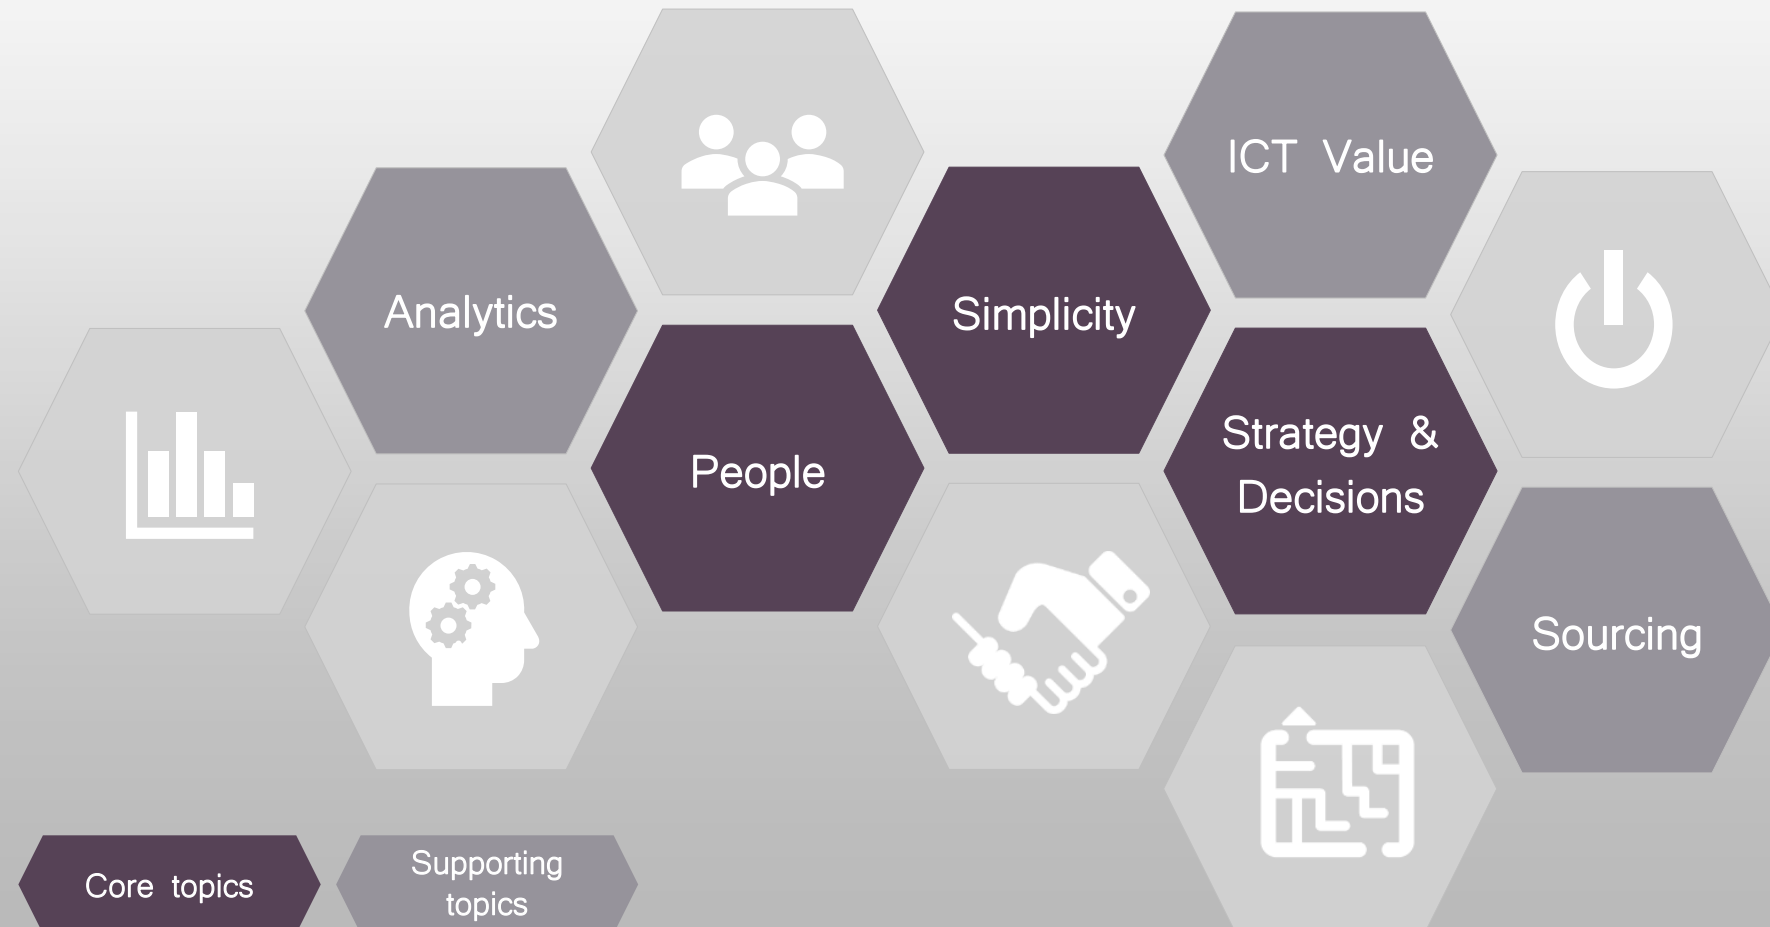 ICT Value
Analytics
Simplicity
People
Strategy &
Decisions
Sourcing
Core topics
Supporting
topics